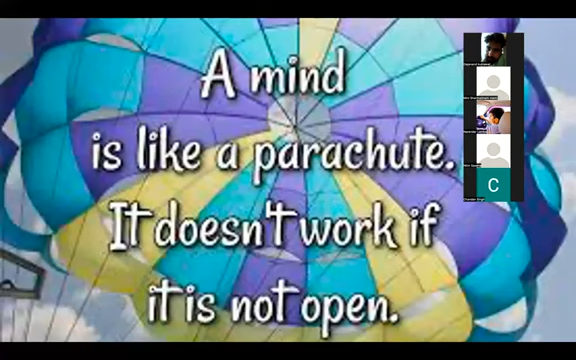 A mind
is like a parachute.
It doesn't work if
it is not open.
C